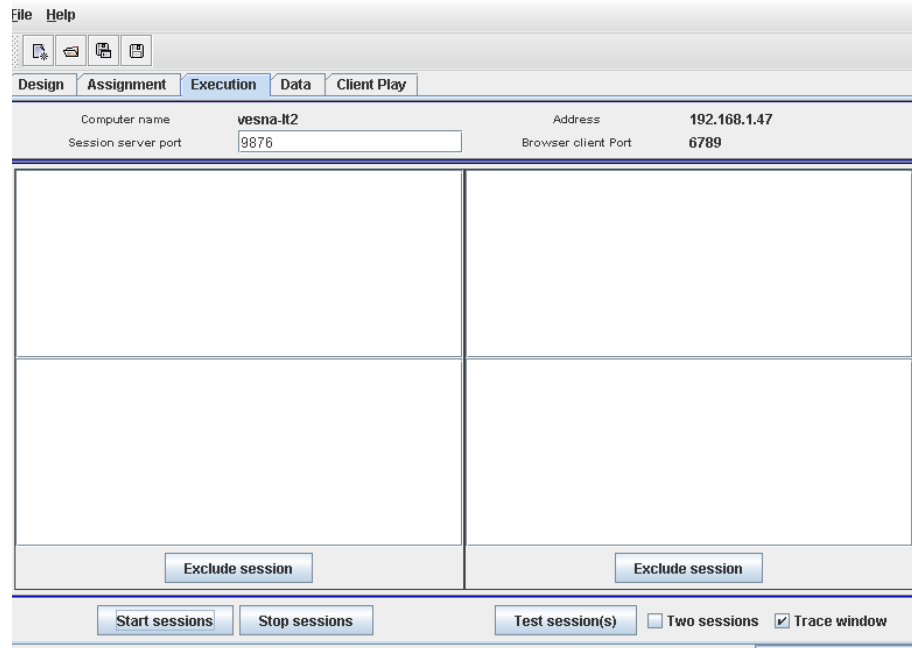 File Help
Design Assignment Execution Data Client Play
Computer name vesna-lt2 Address 192.168.1.47
Session server port 9876 Browser client Port 6789
Exclude session Exclude session
Start sessions Stop sessions Test session(s) Two sessions Trace window